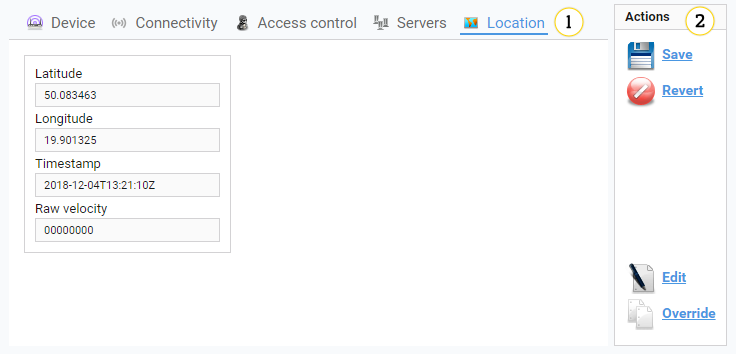 Device Connectivity Access control Servers Location 1
Latitude
50.083463
Longitude
19.901325
Timestamp
2018-12-04T13:21:10Z
Raw velocity
00000000
Actions 2
Save
Revert
Edit
Override